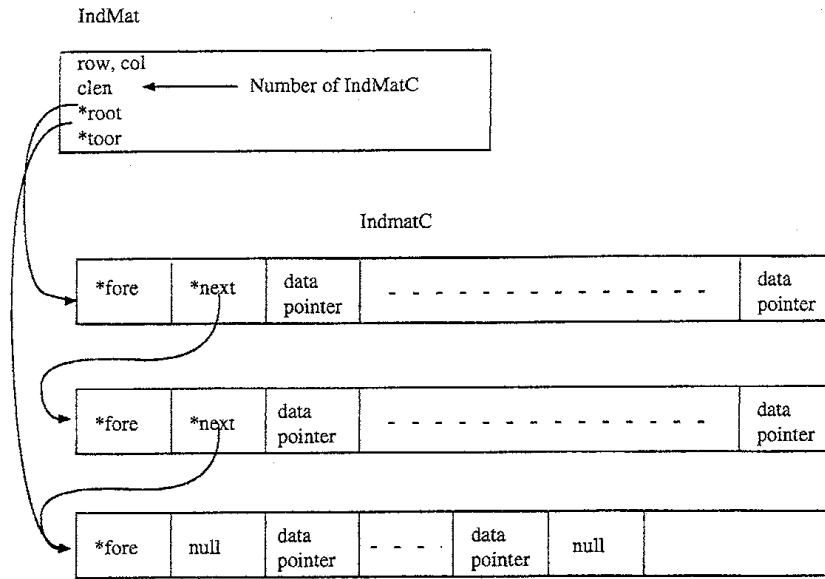 IndMat
row, col
clen
Number of IndMatC
*root
*toor
IndmatC
*fore
*next
data
pointer
- - - - - - - - - - - - - - -
data
pointer
*fore
*next
data
pointer
- - - - - - - - - - - - - - -
data
pointer
*fore
null
data
pointer
- - - -
data
pointer
null